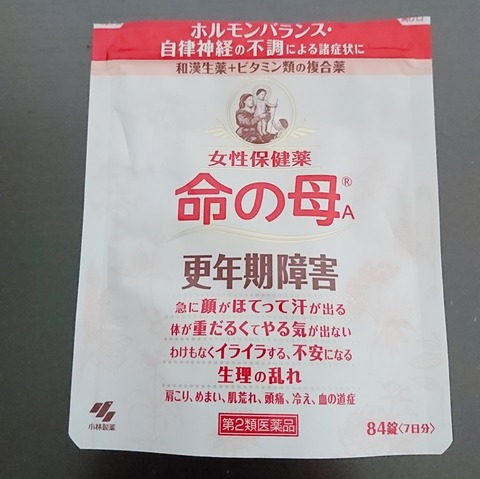 ホルモンバランス・
自律神経の不調による諸症状に
和漢生薬+ビタミン類の複合薬
女性保健薬
命の母®A
更年期障害
急に顔がほてって汗が出る
体が重だるくてやる気が出ない
わけもなくイライラする、不安になる
生理の乱れ
肩こり、めまい、肌荒れ、頭痛、冷え、血の道症
小林製薬
第2類医薬品
84錠〈7日分〉